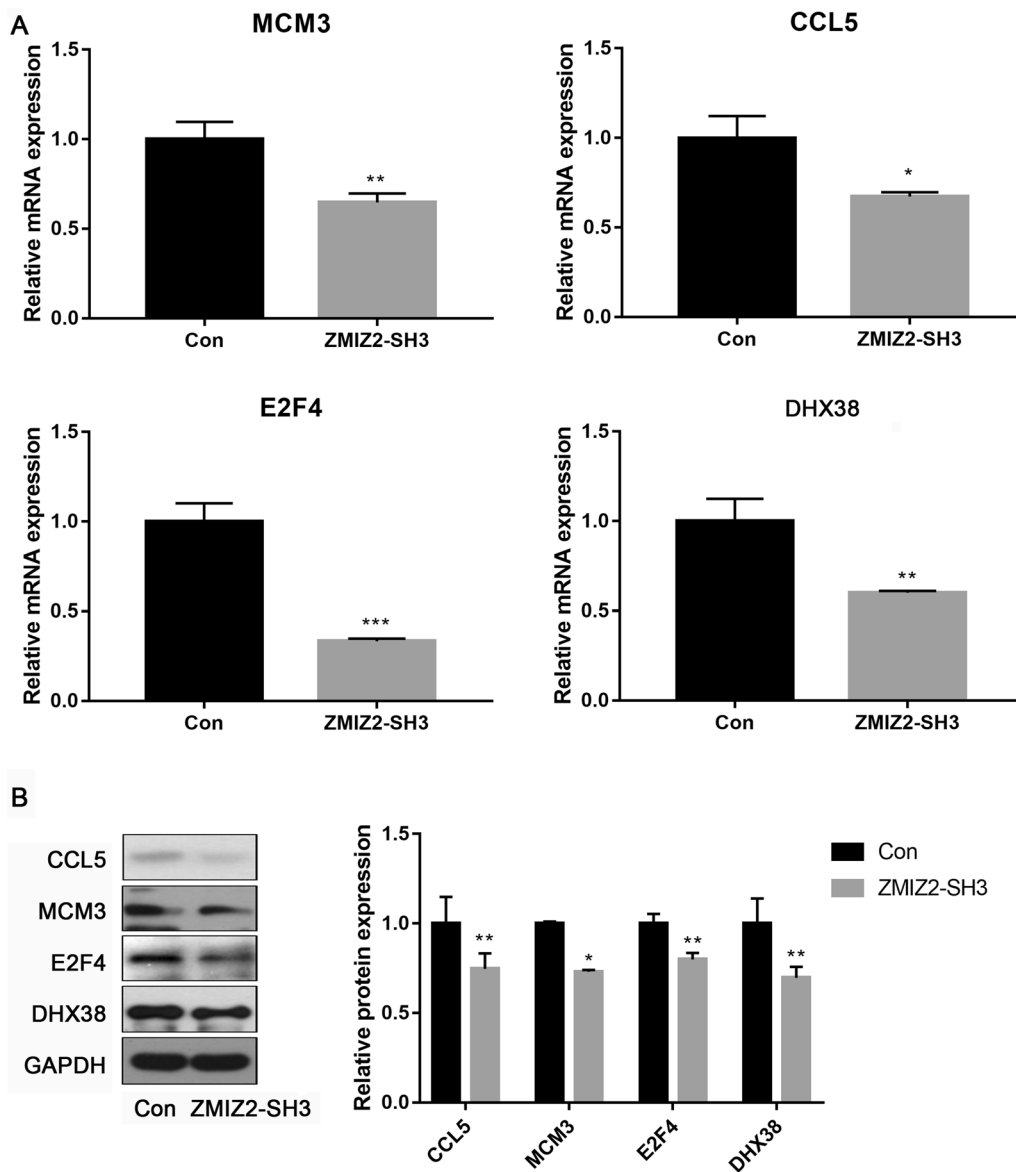 A
MCM3
Relative mRNA expression
1.5
1.0
0.5
0.0
**
Con
ZMIZ2-SH3
CCL5
Relative mRNA expression
1.5
1.0
0.5
0.0
*
Con
ZMIZ2-SH3
E2F4
Relative mRNA expression
1.5
1.0
0.5
0.0
***
Con
ZMIZ2-SH3
DHX38
Relative mRNA expression
1.5
1.0
0.5
0.0
**
Con
ZMIZ2-SH3
B
CCL5
MCM3
E2F4
DHX38
GAPDH
Con ZMIZ2-SH3
Relative protein expression
1.5
1.0
0.5
0.0
**
*
**
**
CCL5
MCM3
E2F4
DHX38
Con
ZMIZ2-SH3